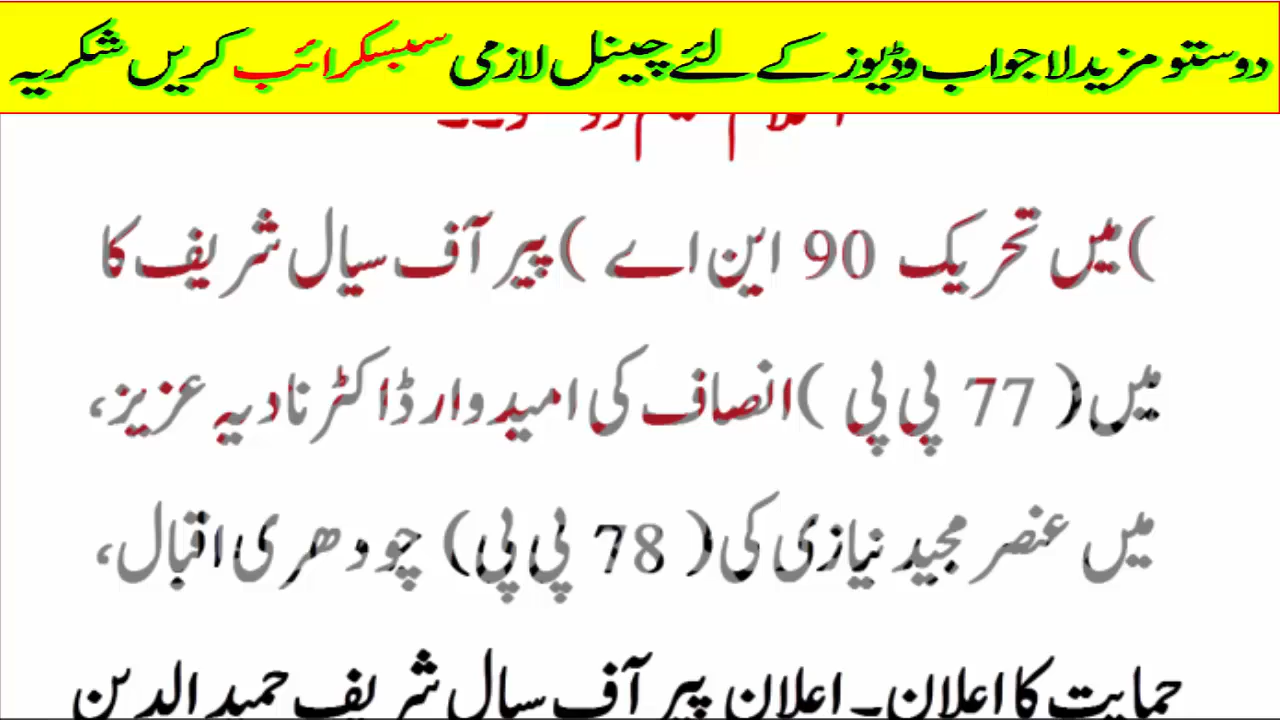 دوستو مزید لاجواب وڈیوز کے لئے چینل لازمی سبسکرائب کریں شکریہ
پیر آف سیال شریف کا (این اے 90 )میں تحریک
انصاف کی امیدوار ڈاکٹر نادیہ عزیز، (پی پی 77 )میں
چودھری اقبال، (پی پی 78 )میں عنصر مجید نیازی کی
حمایت کا اعلان۔ اعلان پیر آف سیال شریف حمید الدین